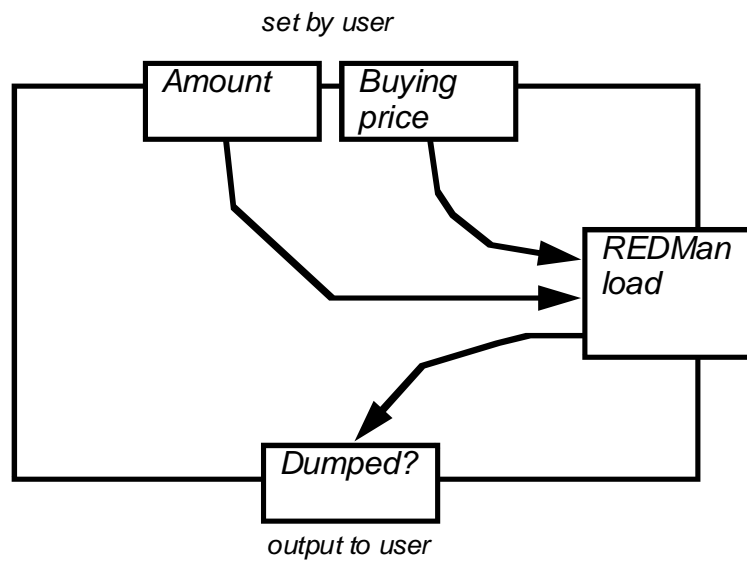 set by user
Amount
Buying
price
REDMan
load
Dumped?
output to user